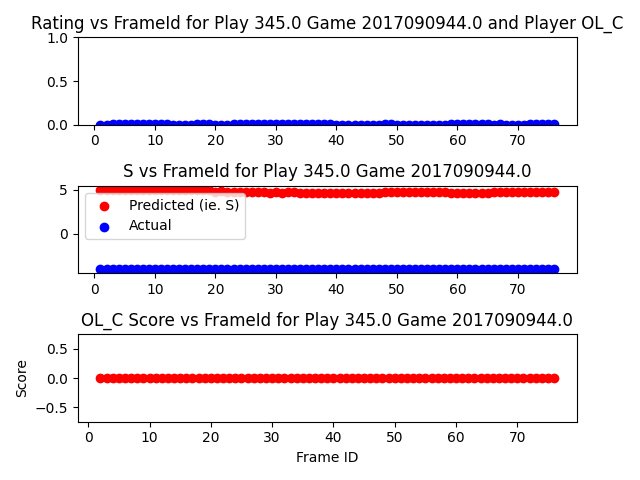 Rating vs FrameId for Play 345.0 Game 2017090944.0 and Player OL_C
1.0
0.5
0.0
0 10 20 30 40 50 60 70
S vs FrameId for Play 345.0 Game 2017090944.0
5
Predicted (ie. S)
Actual
0
0 10 20 30 40 50 60 70
OL_C Score vs FrameId for Play 345.0 Game 2017090944.0
0.5
0.0
−0.5
Score
0 10 20 30 40 50 60 70
Frame ID